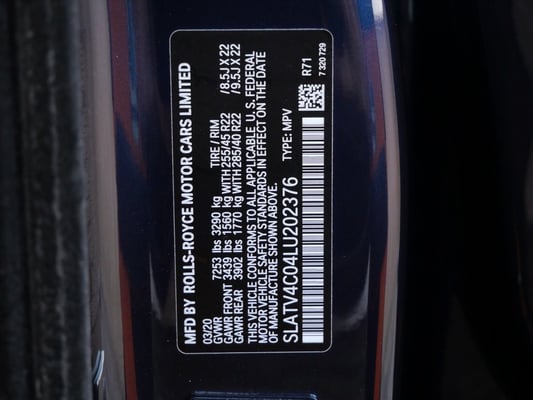 MFD BY ROLLS-ROYCE MOTOR CARS LIMITED
03/20 TIRE / RIM
GVWR 7253 lbs 3290 kg
GAWR FRONT 3439 lbs 1560 kg WITH 255/45 R22 /8.5J X 22
GAWR REAR 3902 lbs 1770 kg WITH 285/40 R22 /9.5J X 22
THIS VEHICLE CONFORMS TO ALL APPLICABLE U. S. FEDERAL
MOTOR VEHICLE SAFETY STANDARDS IN EFFECT ON THE DATE
OF MANUFACTURE SHOWN ABOVE.
SLATV4C04LU202376 TYPE: MPV
R71
7 320 729